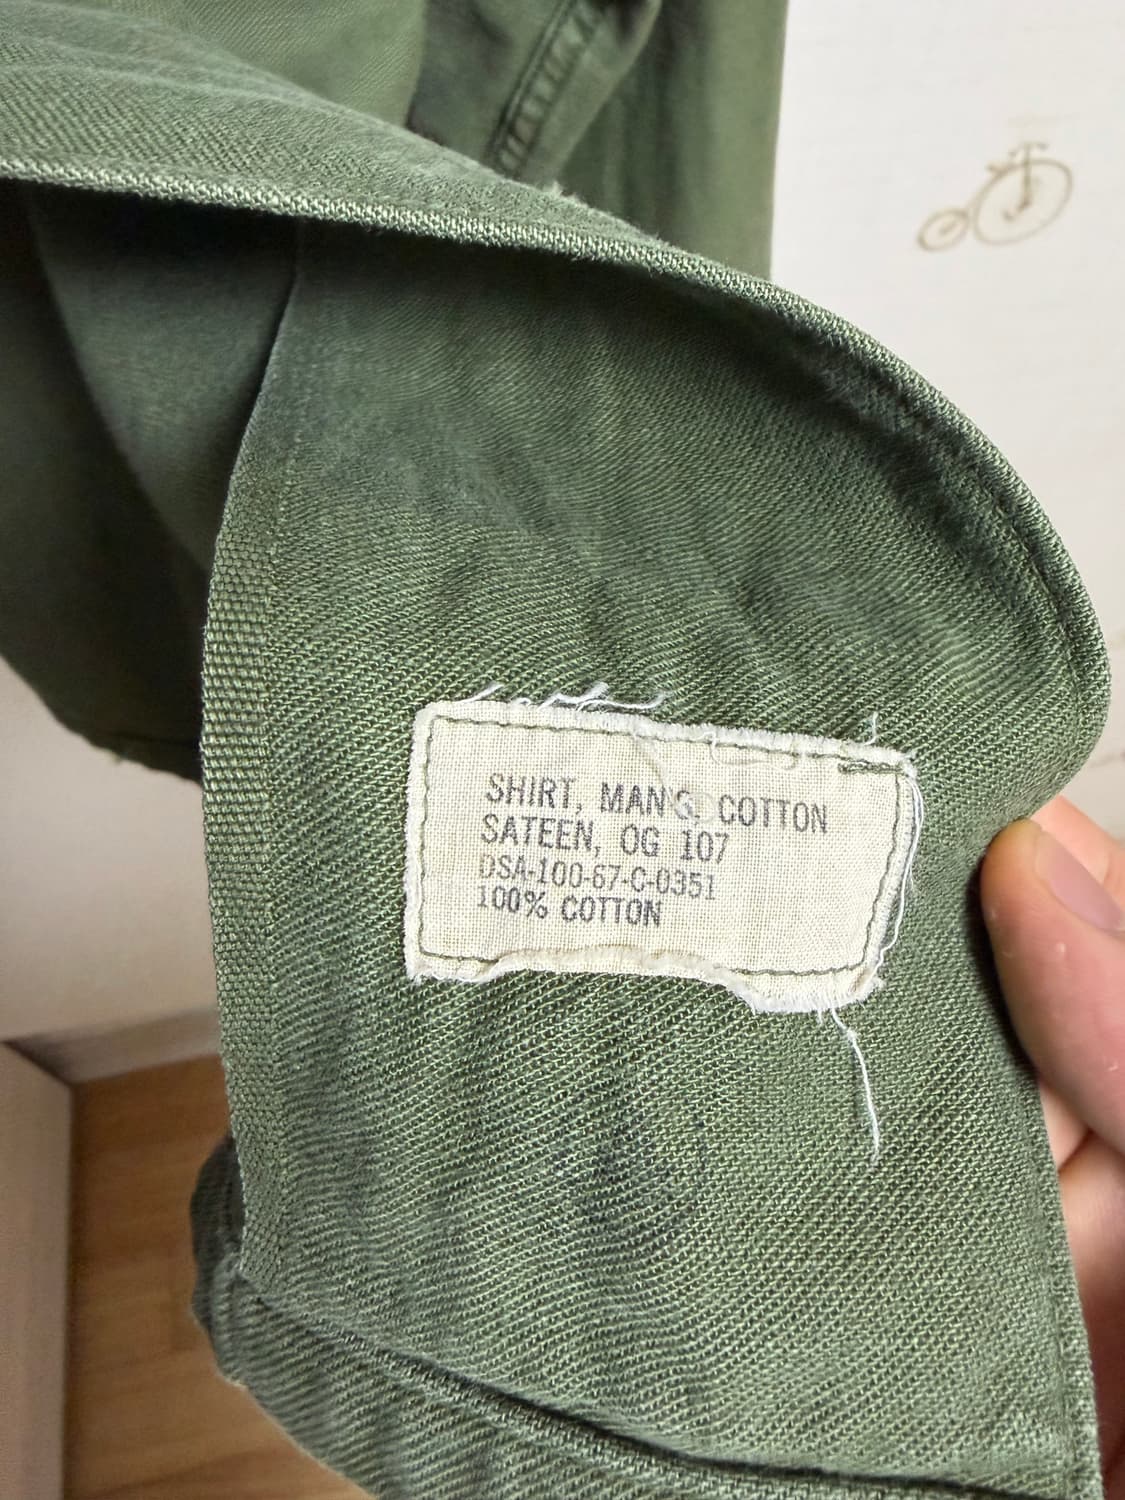 SHIRT, MAN'S, COTTON
SATEEN, OG 107
DSA-100-67-C-0351
100% COTTON